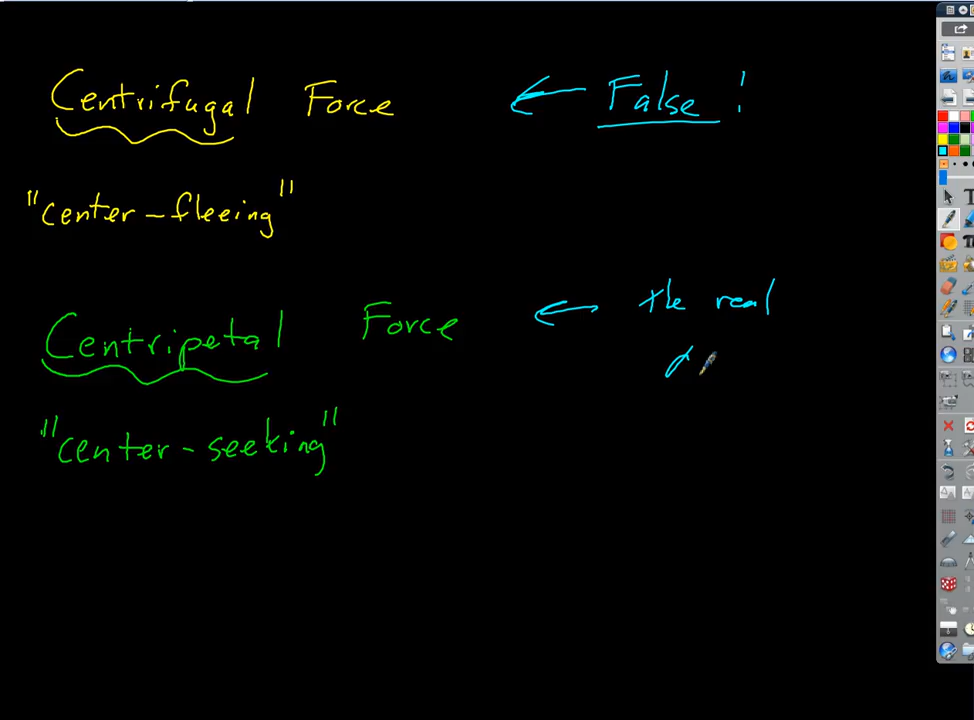 Centrifugal Force ← False!
"center-fleeing"
Centripetal Force ← the real
"center-seeking"